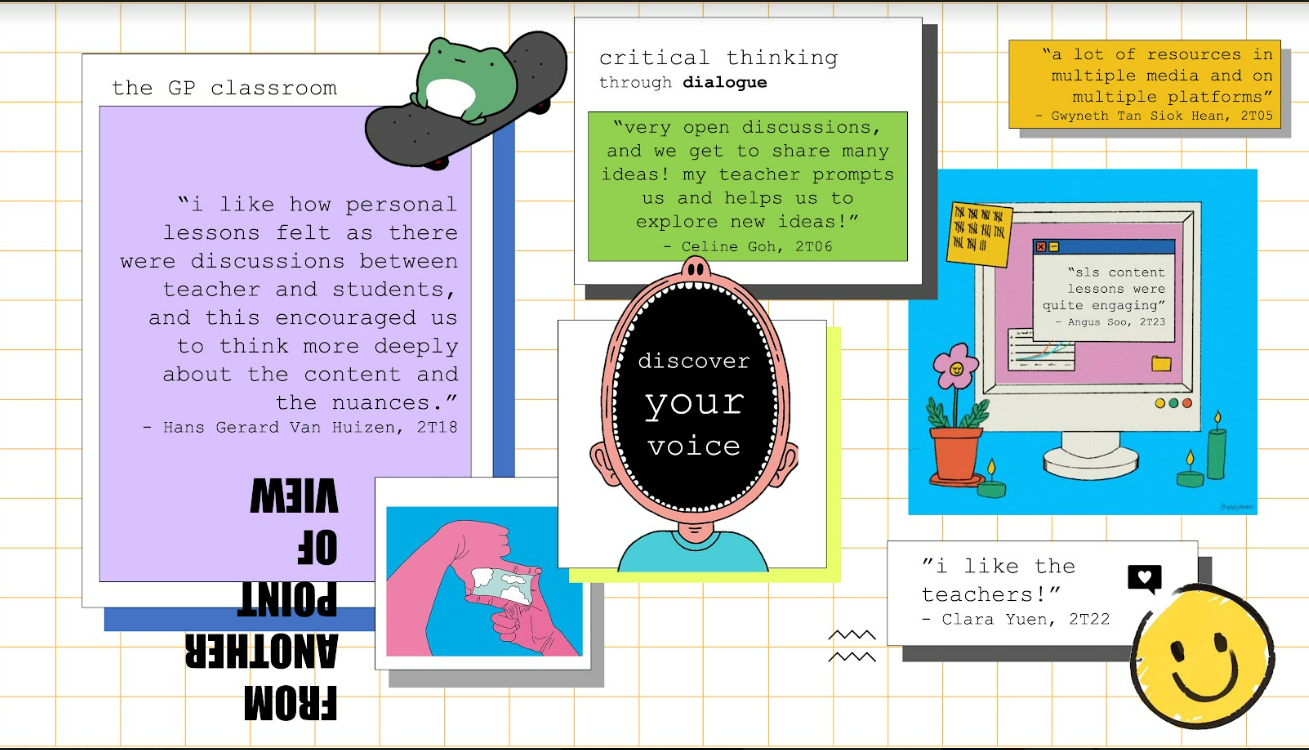 the GP classroom
“i like how personal
lessons felt as there
were discussions between
teacher and students,
and this encouraged us
to think more deeply
about the content and
the nuances.”
- Hans Gerard Van Huizen, 2T18
FROM
ANOTHER
POINT
OF
VIEW
critical thinking
through dialogue
“very open discussions,
and we get to share many
ideas! my teacher prompts
us and helps us to
explore new ideas!”
- Celine Goh, 2T06
discover
your
voice
“a lot of resources in
multiple media and on
multiple platforms”
- Gwyneth Tan Siok Hean, 2T05
“sls content
lessons were
quite engaging”
- Angus Soo, 2T23
”i like the
teachers!”
- Clara Yuen, 2T22